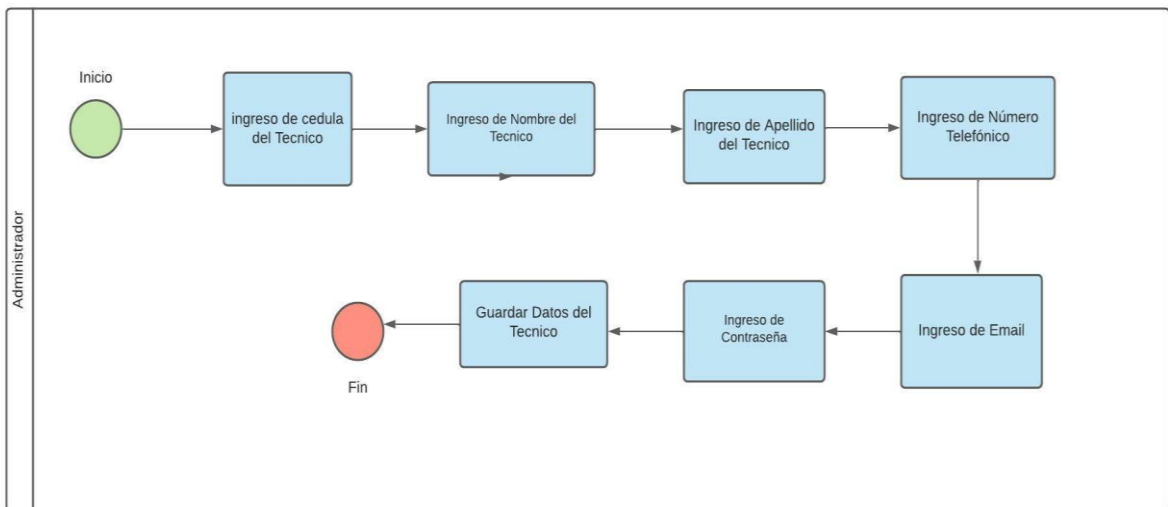 Administrador
Inicio
ingreso de cedula
del Tecnico
Ingreso de Nombre del
Tecnico
Ingreso de Apellido
del Tecnico
Ingreso de Número
Telefónico
Ingreso de Email
Ingreso de
Contraseña
Guardar Datos del
Tecnico
Fin